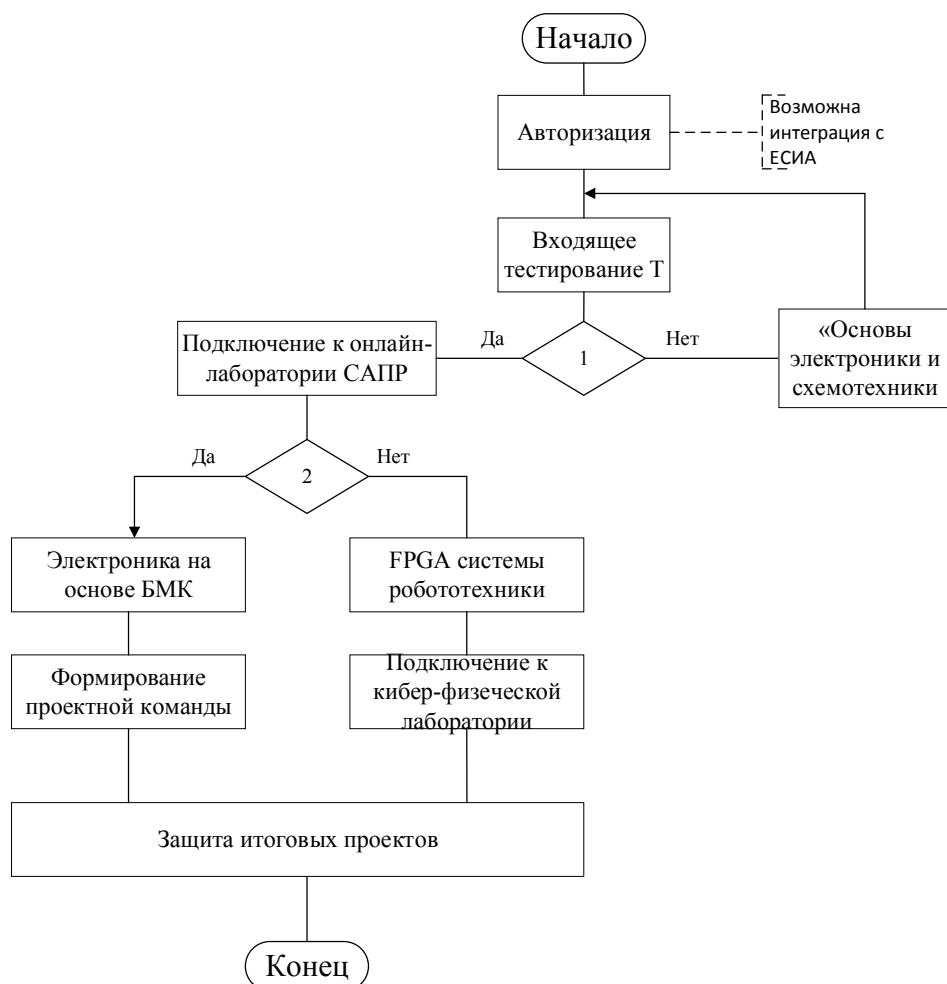 Начало
Авторизация
Возможна
интеграция с
ЕСИА
Входящее
тестирование Т
Подключение к онлайн-
лаборатории САПР
Да
1
Нет
«Основы
электроники и
схемотехники
Да
2
Нет
Электроника на
основе БМК
FPGA системы
робототехники
Формирование
проектной команды
Подключение к
кибер-физеческой
лаборатории
Защита итоговых проектов
Конец